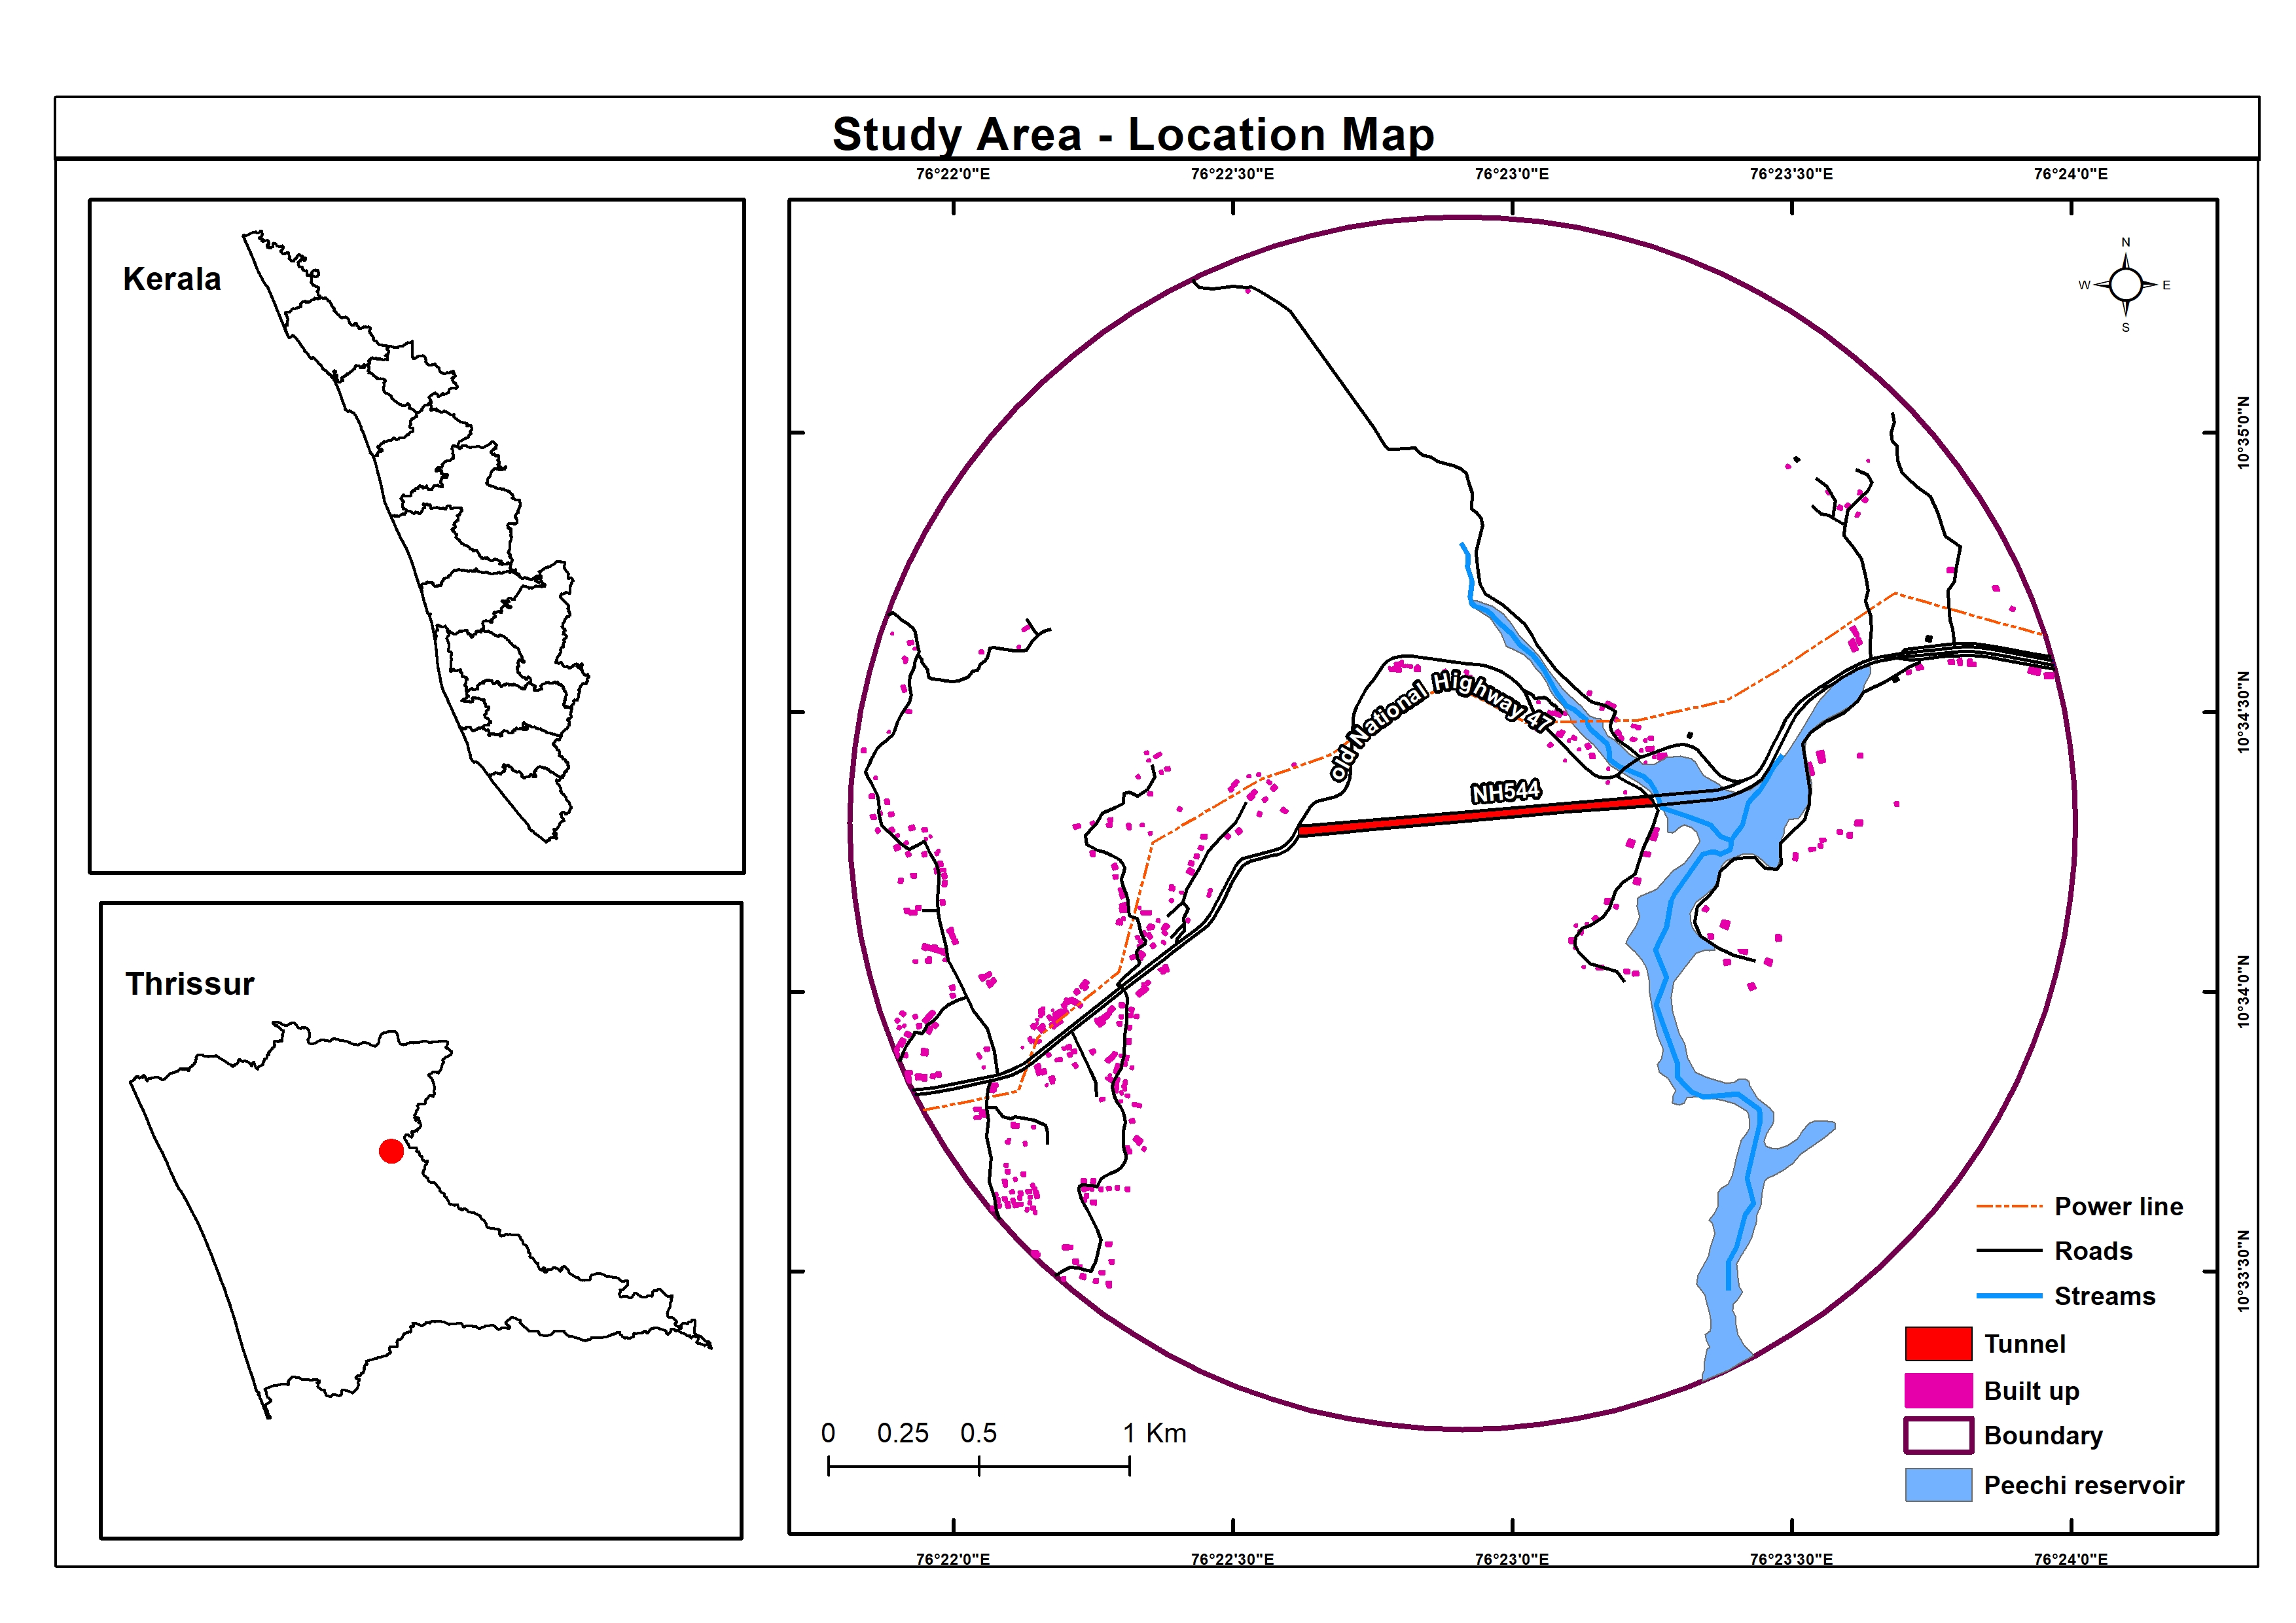 Study Area - Location Map
76°22'0"E 76°22'30"E 76°23'0"E 76°23'30"E 76°24'0"E
Kerala
Thrissur
N
W E
S
10°35'0"N
10°34'30"N
10°34'0"N
10°33'30"N
old National Highway 47
NH544
Power line
Roads
Streams
Tunnel
Built up
Boundary
Peechi reservoir
0 0.25 0.5 1 Km
76°22'0"E 76°22'30"E 76°23'0"E 76°23'30"E 76°24'0"E